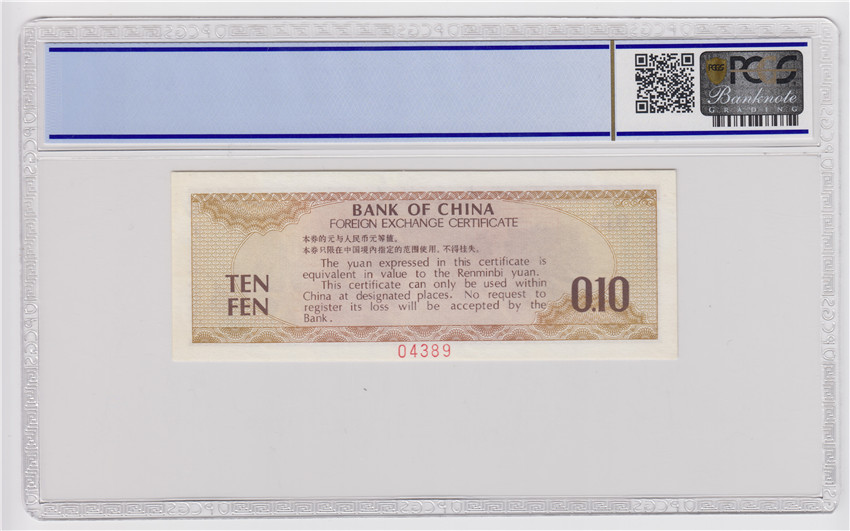 PCGS
PCGS
Banknote
GRADING
BANK OF CHINA
FOREIGN EXCHANGE CERTIFICATE
本券的元与人民币元等值。
本券只限在中国境内指定的范围使用，不得挂失。
The yuan expressed in this certificate is
equivalent in value to the Renminbi yuan.
This certificate can only be used within
China at designated places. No request to
register its loss will be accepted by the
Bank.
TEN
FEN
0.10
04389